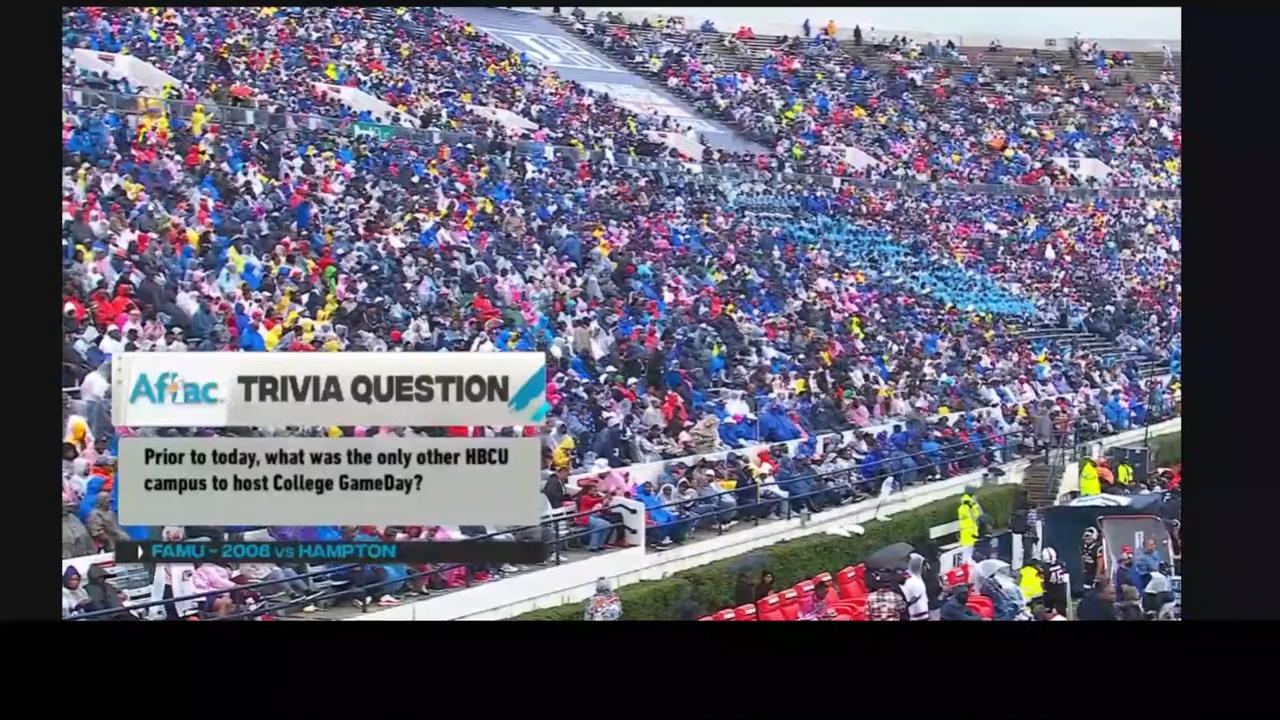 Aflac TRIVIA QUESTION
Prior to today, what was the only other HBCU
campus to host College GameDay?
FAMU - 2008 vs HAMPTON